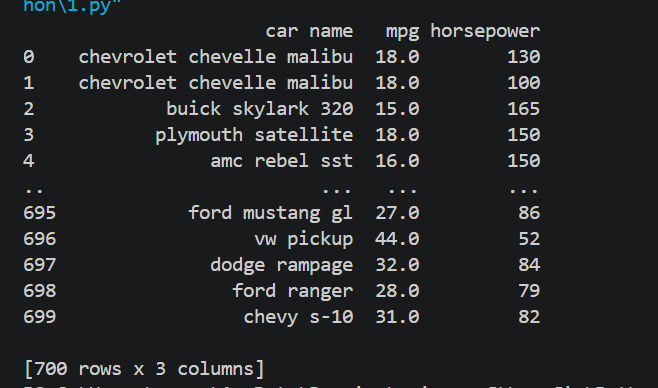 hon\1.py"
car name mpg horsepower
0 chevrolet chevelle malibu 18.0 130
1 chevrolet chevelle malibu 18.0 100
2 buick skylark 320 15.0 165
3 plymouth satellite 18.0 150
4 amc rebel sst 16.0 150
.. ... ... ...
695 ford mustang gl 27.0 86
696 vw pickup 44.0 52
697 dodge rampage 32.0 84
698 ford ranger 28.0 79
699 chevy s-10 31.0 82
[700 rows x 3 columns]